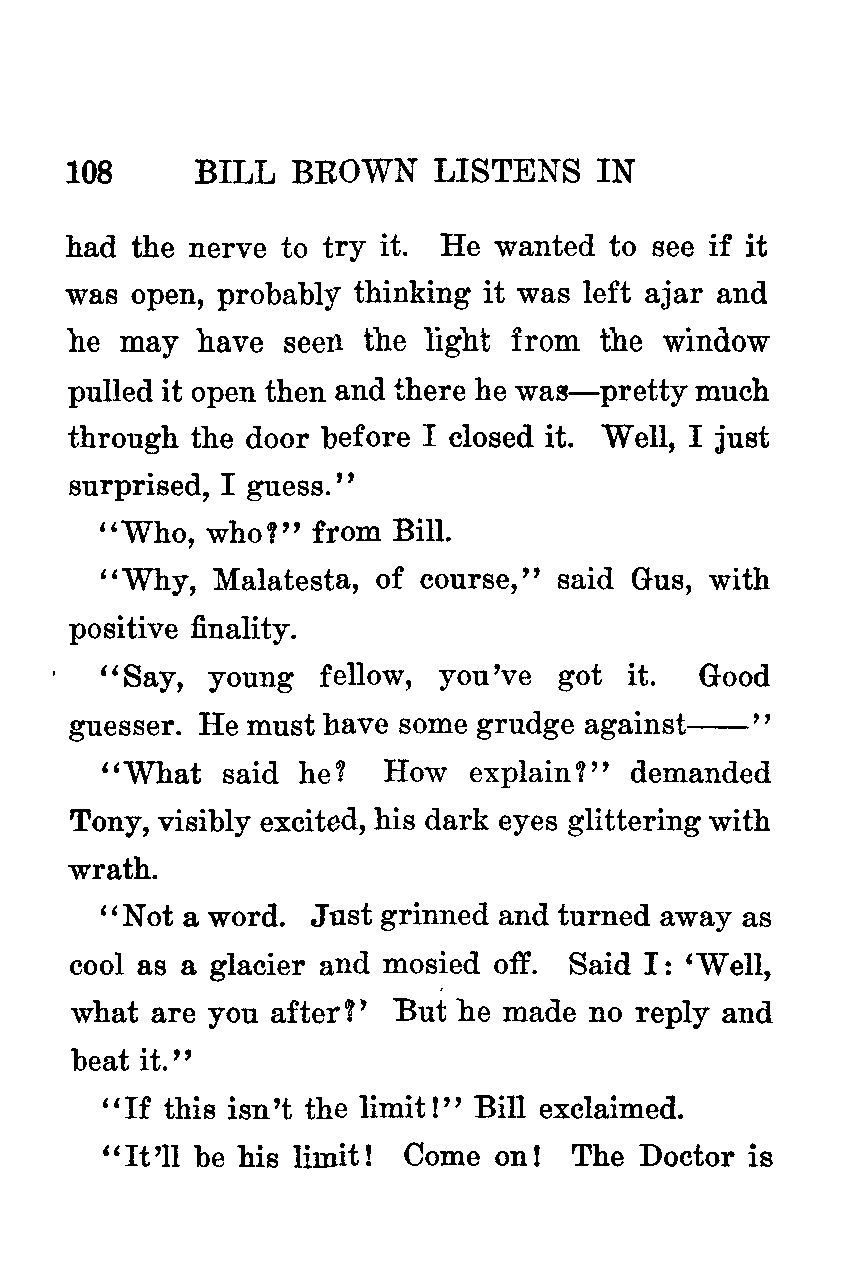 108 BILL BROWN LISTENS IN
had the nerve to try it. He wanted to see if it
was open, probably thinking it was left ajar and
he may have seen the light from the window
pulled it open then and there he was—pretty much
through the door before I closed it. Well, I just
surprised, I guess.”
“Who, who?” from Bill.
“Why, Malatesta, of course,” said Gus, with
positive finality.
“Say, young fellow, you’ve got it. Good
guesser. He must have some grudge against——”
“What said he? How explain?” demanded
Tony, visibly excited, his dark eyes glittering with
wrath.
“Not a word. Just grinned and turned away as
cool as a glacier and mosied off. Said I: ‘Well,
what are you after?’ But he made no reply and
beat it.”
“If this isn’t the limit!” Bill exclaimed.
“It’ll be his limit! Come on! The Doctor is